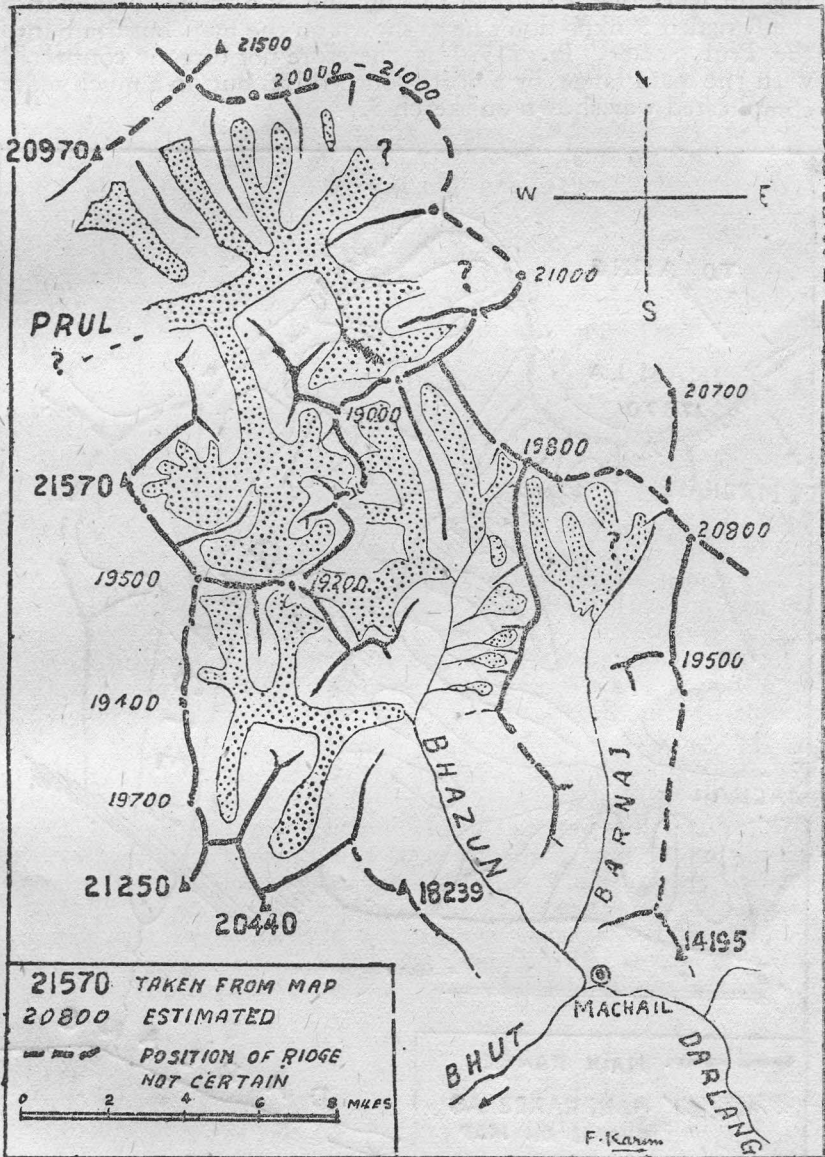 21500
20000 - 21000
20970
?
W E
S
?
21000
PRUL
?
20700
19000
19800
21570
20800
?
19500
19200
19500
19400
BHAZUN
BARNAJ
19700
21250
18239
20440
14195
21570 TAKEN FROM MAP
20800 ESTIMATED
POSITION OF RIDGE
NOT CERTAIN
0 2 4 6 8 MILES
MACHAIL
BHUT
DARLANG
F. Karim